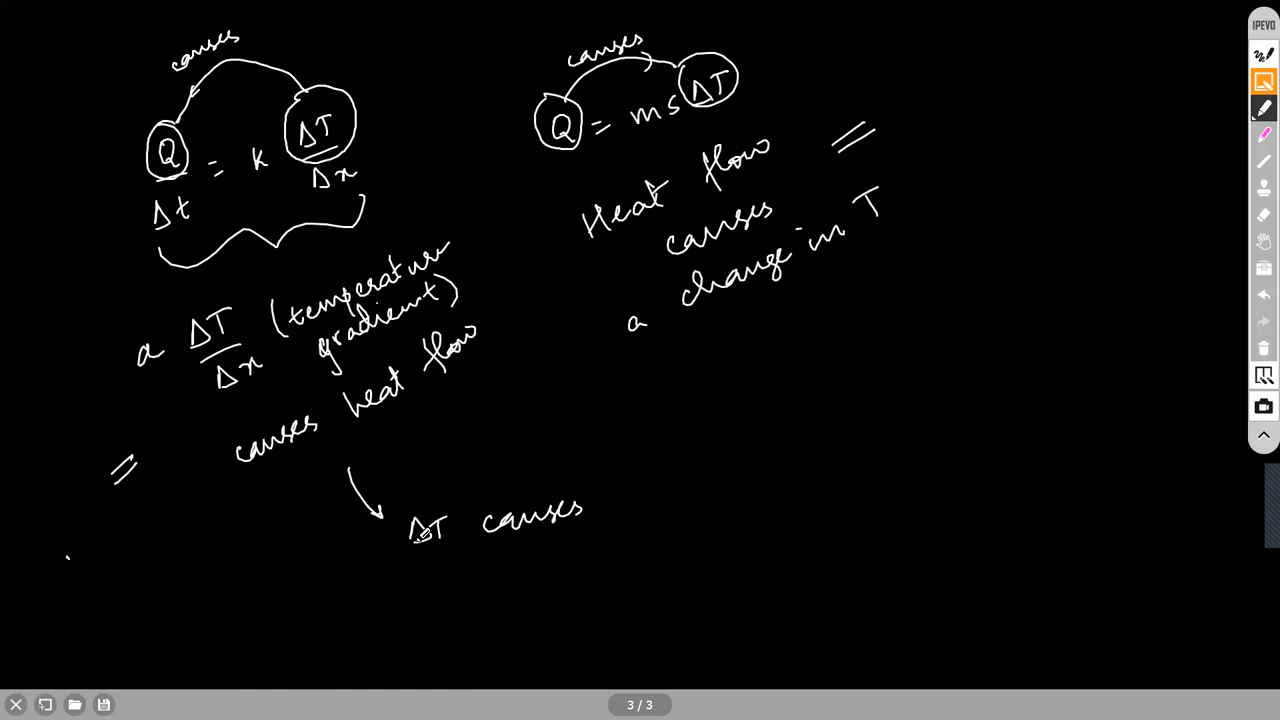 causes
Q/Δt = k ΔT/Δx
a ΔT/Δx (temperature
gradient)
causes heat flow
ΔT causes
causes
Q = ms ΔT
Heat flow
causes
a change in T
IPEVO
3 / 3